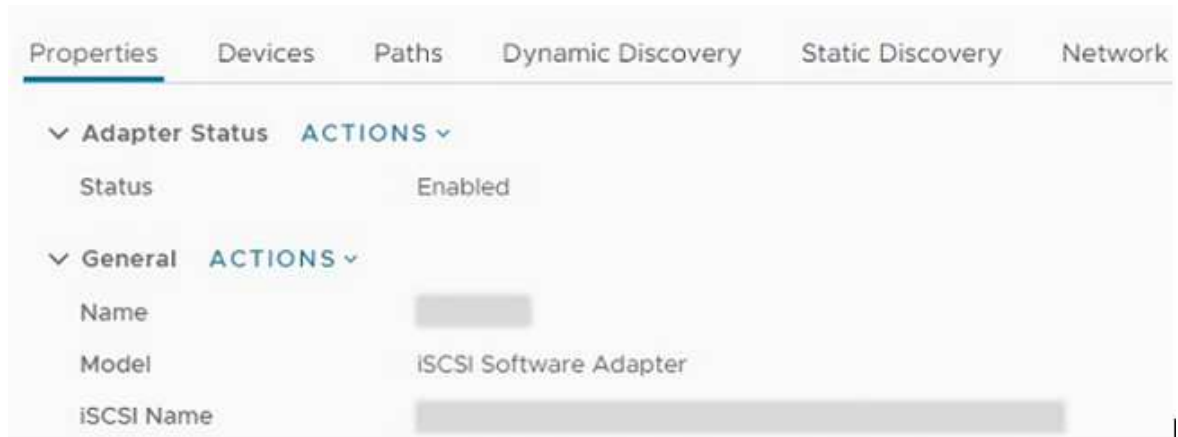 Properties Devices Paths Dynamic Discovery Static Discovery Network
Adapter Status ACTIONS
Status Enabled
General ACTIONS
Name
Model iSCSI Software Adapter
iSCSI Name